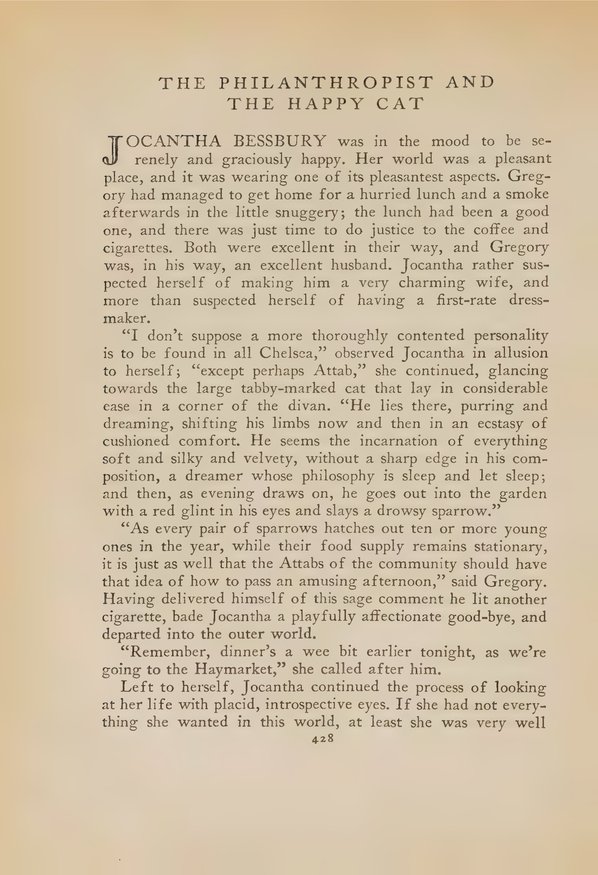 THE PHILANTHROPIST AND
THE HAPPY CAT
JOCANTHA BESSBURY was in the mood to be se-
renely and graciously happy. Her world was a pleasant
place, and it was wearing one of its pleasantest aspects. Greg-
ory had managed to get home for a hurried lunch and a smoke
afterwards in the little snuggery; the lunch had been a good
one, and there was just time to do justice to the coffee and
cigarettes. Both were excellent in their way, and Gregory
was, in his way, an excellent husband. Jocantha rather sus-
pected herself of making him a very charming wife, and
more than suspected herself of having a first-rate dress-
maker.
“I don’t suppose a more thoroughly contented personality
is to be found in all Chelsea,” observed Jocantha in allusion
to herself; “except perhaps Attab,” she continued, glancing
towards the large tabby-marked cat that lay in considerable
ease in a corner of the divan. “He lies there, purring and
dreaming, shifting his limbs now and then in an ecstasy of
cushioned comfort. He seems the incarnation of everything
soft and silky and velvety, without a sharp edge in his com-
position, a dreamer whose philosophy is sleep and let sleep;
and then, as evening draws on, he goes out into the garden
with a red glint in his eyes and slays a drowsy sparrow.”
“As every pair of sparrows hatches out ten or more young
ones in the year, while their food supply remains stationary,
it is just as well that the Attabs of the community should have
that idea of how to pass an amusing afternoon,” said Gregory.
Having delivered himself of this sage comment he lit another
cigarette, bade Jocantha a playfully affectionate good-bye, and
departed into the outer world.
“Remember, dinner’s a wee bit earlier tonight, as we’re
going to the Haymarket,” she called after him.
Left to herself, Jocantha continued the process of looking
at her life with placid, introspective eyes. If she had not every-
thing she wanted in this world, at least she was very well
428